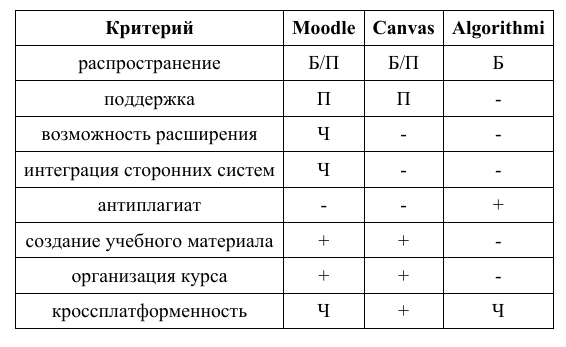 Критерий Moodle Canvas Algorithmi
распространение Б/П Б/П Б
поддержка П П -
возможность расширения Ч - -
интеграция сторонних систем Ч - -
антиплагиат - - +
создание учебного материала + + -
организация курса + + -
кроссплатформенность Ч + Ч